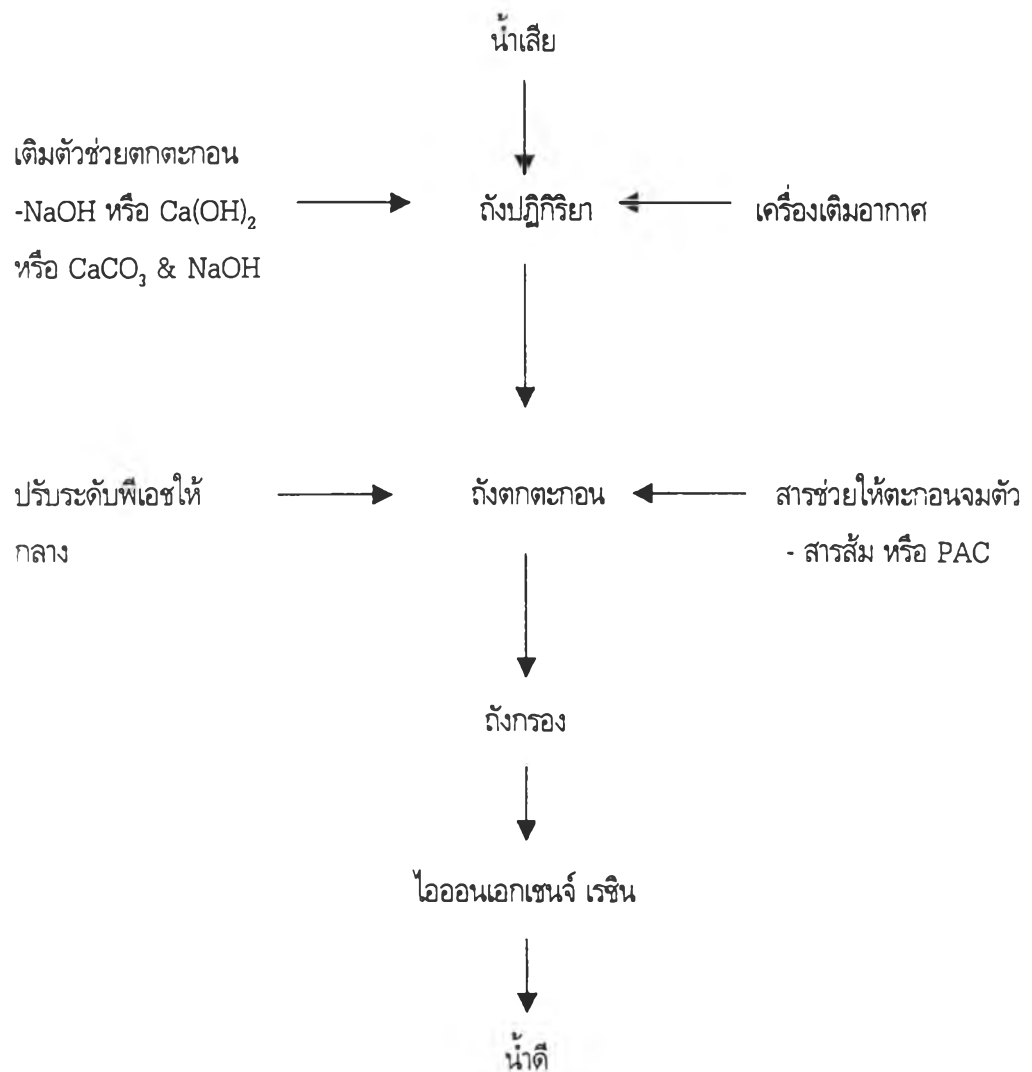 น้ำเสีย
เติมตัวช่วยตกตะกอน
-NaOH หรือ Ca(OH)₂
หรือ CaCO₃ & NaOH
ถังปฏิกิริยา
เครื่องเติมอากาศ
ปรับระดับพีเอชให้
กลาง
ถังตกตะกอน
สารช่วยให้ตะกอนจมตัว
- สารส้ม หรือ PAC
ถังกรอง
ไอออนเอกเชนจ์ เรซิน
น้ำดี